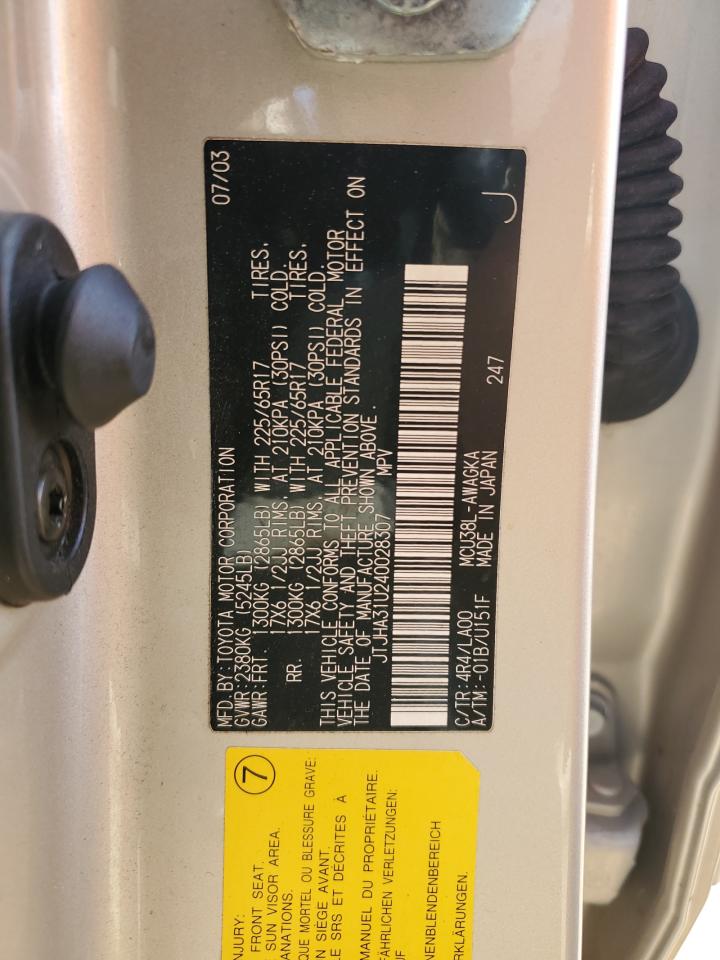 MFD.BY:TOYOTA MOTOR CORPORATION 07/03
GVWR:2380KG (5245LB)
GAWR:FRT 1300KG (2865LB) WITH 225/65R17 TIRES,
17X6 1/2JJ RIMS, AT 210KPA (30PSI) COLD.
RR. 1300KG (2865LB) WITH 225/65R17 TIRES,
17X6 1/2JJ RIMS, AT 210KPA (30PSI) COLD.
THIS VEHICLE CONFORMS TO ALL APPLICABLE FEDERAL MOTOR
VEHICLE SAFETY AND THEFT PREVENTION STANDARDS IN EFFECT ON
THE DATE OF MANUFACTURE SHOWN ABOVE.
JTJHA31U240028307 MPV
C/TR:4R4/LA00 MCU38L-AWAGKA 247
A/TM:-01B/U151F MADE IN JAPAN
J
7
NJURY:
FRONT SEAT.
SUN VISOR AREA.
ANATIONS.
QUE MORTEL OU BLESSURE GRAVE:
N SIÈGE AVANT.
LE SRS ET DÉCRITES À
MANUEL DU PROPRIÉTAIRE.
FÄHRLICHEN VERLETZUNGEN:
UF
NENBLENDENBEREICH
RKLÄRUNGEN.